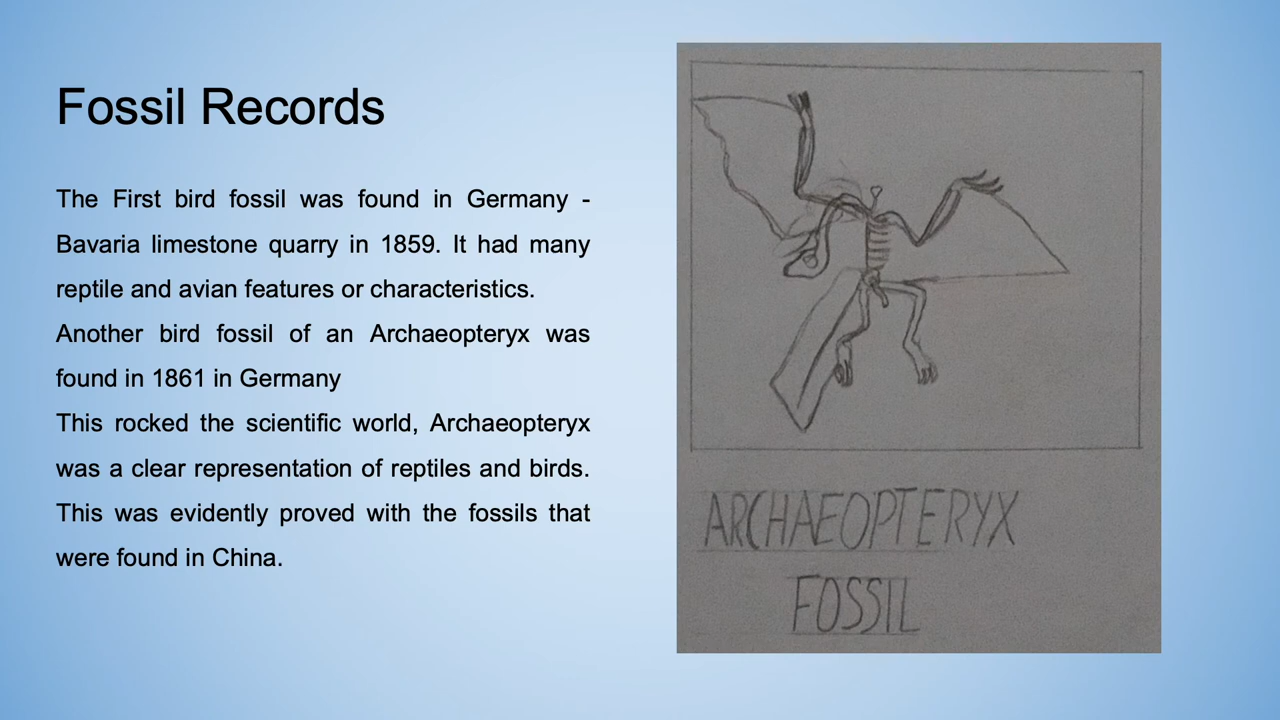 Fossil Records
The First bird fossil was found in Germany -
Bavaria limestone quarry in 1859. It had many
reptile and avian features or characteristics.
Another bird fossil of an Archaeopteryx was
found in 1861 in Germany
This rocked the scientific world, Archaeopteryx
was a clear representation of reptiles and birds.
This was evidently proved with the fossils that
were found in China.
ARCHAEOPTERYX
FOSSIL